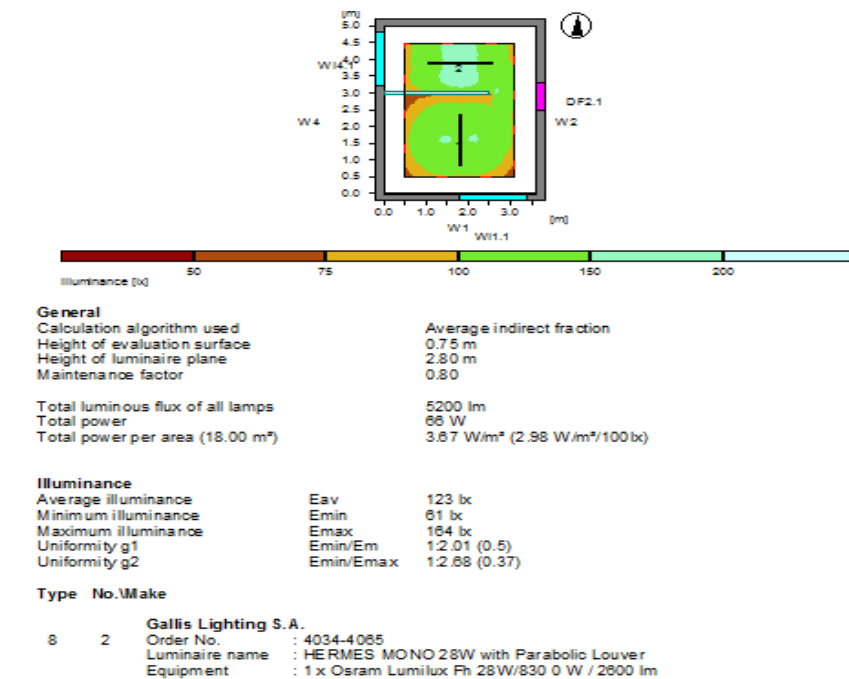 [m]
5.0
4.5
4.0
WI4.1
3.5
3.0
2.5
DF2.1
W4
2.0
W2
1.5
1.0
0.5
0.0
0.0 1.0 2.0 3.0 [m]
W1
WI1.1
50 75 100 150 200
Illuminance [lx]
General
Calculation algorithm used Average indirect fraction
Height of evaluation surface 0.75 m
Height of luminaire plane 2.80 m
Maintenance factor 0.80
Total luminous flux of all lamps 5200 lm
Total power 66 W
Total power per area (18.00 m²) 3.67 W/m² (2.98 W/m²/100lx)
Illuminance
Average illuminance Eav 123 lx
Minimum illuminance Emin 61 lx
Maximum illuminance Emax 164 lx
Uniformity g1 Emin/Em 1:2.01 (0.5)
Uniformity g2 Emin/Emax 1:2.68 (0.37)
Type No.\Make
Gallis Lighting S.A.
8 2 Order No. : 4034-4065
Luminaire name : HERMES MONO 28W with Parabolic Louver
Equipment : 1 x Osram Lumilux Fh 28W/830 0 W / 2600 lm